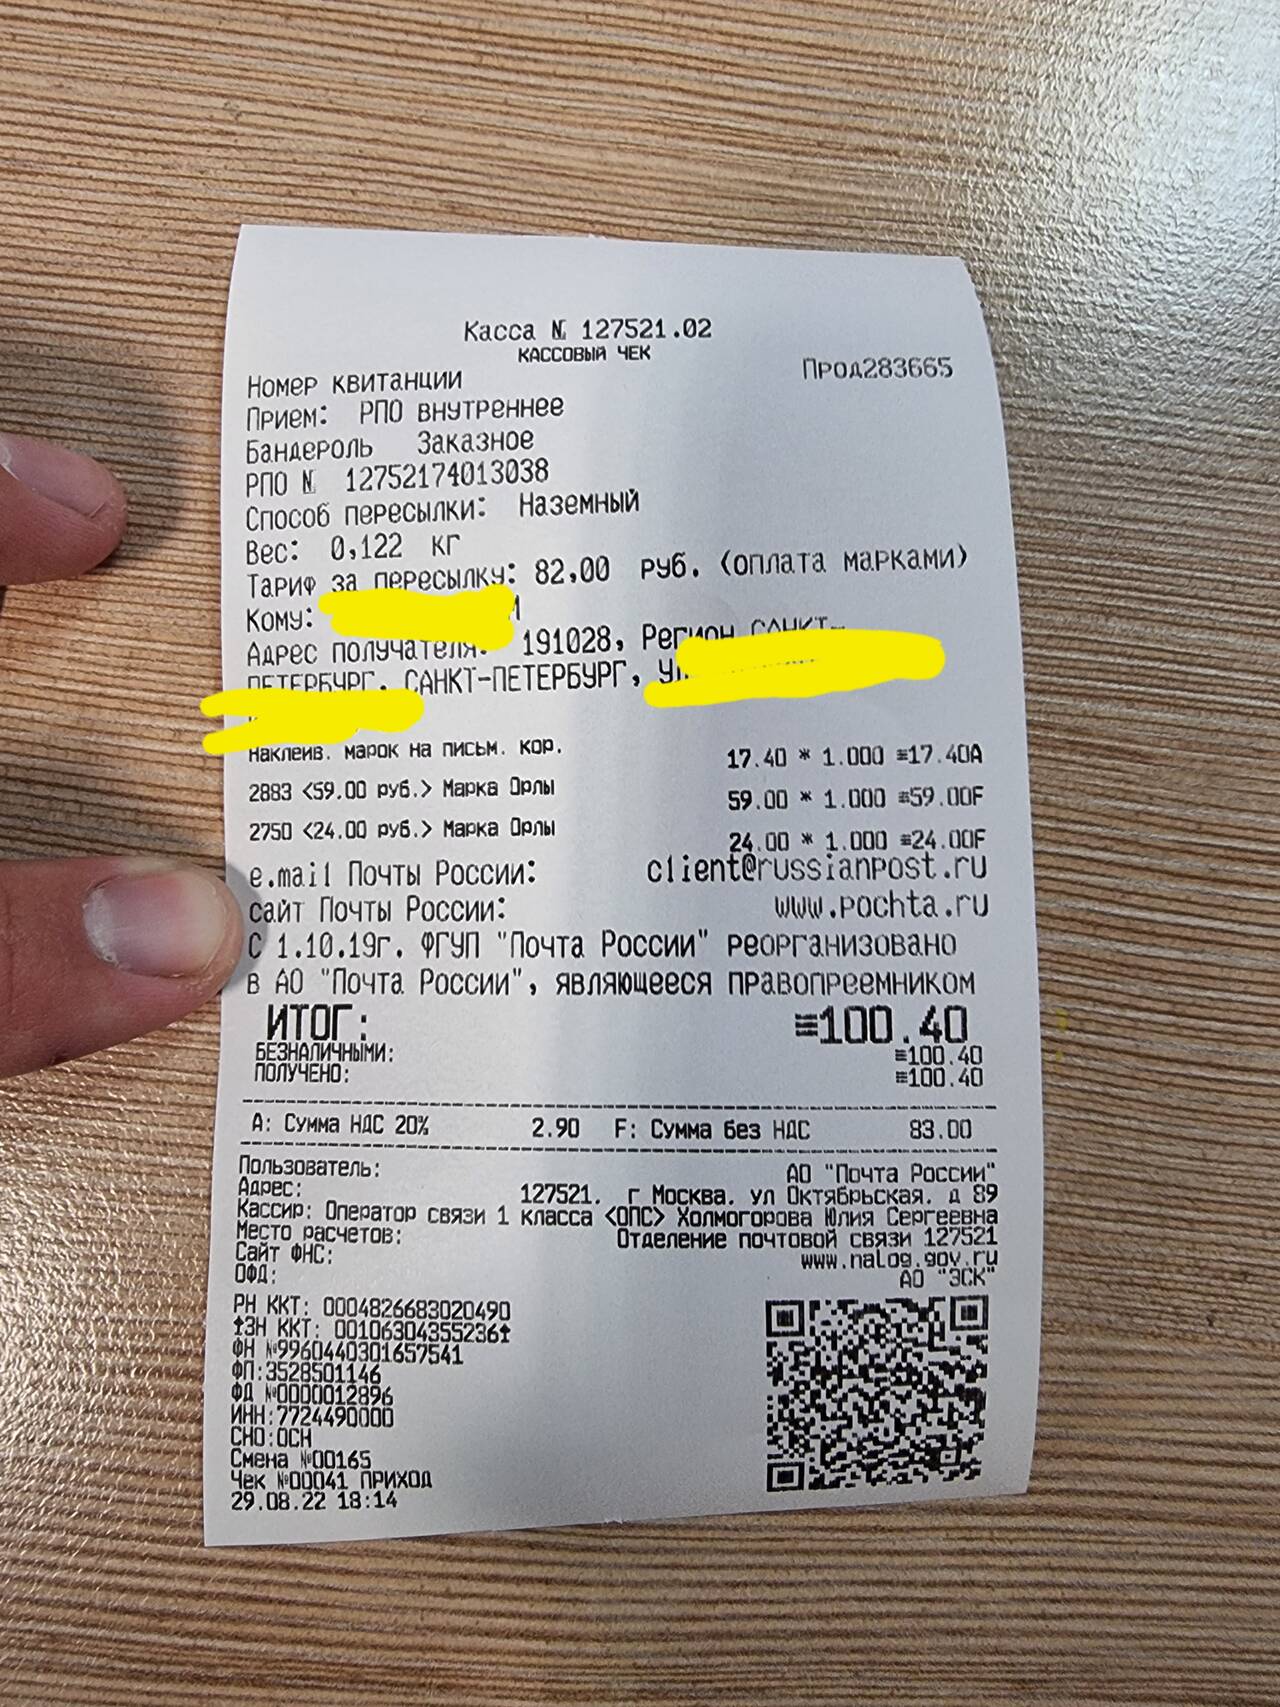 Касса № 127521.02
КАССОВЫЙ ЧЕК
Прод283665
Номер квитанции
Прием: РПО внутреннее
Бандероль Заказное
РПО № 12752174013038
Способ пересылки: Наземный
Вес: 0,122 кг
Тариф за пересылку: 82,00 руб. (оплата марками)
Кому:
Адрес получателя: 191028, Регион САНКТ-
ПЕТЕРБУРГ, САНКТ-ПЕТЕРБУРГ,
Наклеив. марок на письм. кор. 17.40 * 1.000 ≡17.40А
2883 <59.00 руб.> Марка Орлы 59.00 * 1.000 ≡59.00F
2750 <24.00 руб.> Марка Орлы 24.00 * 1.000 ≡24.00F
e.mail Почты России: client@russianpost.ru
сайт Почты России: www.pochta.ru
С 1.10.19г. ФГУП "Почта России" реорганизовано
в АО "Почта России", являющееся правопреемником
ИТОГ: ≡100.40
БЕЗНАЛИЧНЫМИ: ≡100.40
ПОЛУЧЕНО: ≡100.40
А: Сумма НДС 20% 2.90 F: Сумма без НДС 83.00
Пользователь: АО "Почта России"
Адрес: 127521. г Москва. ул Октябрьская. д 89
Кассир: Оператор связи 1 класса <ОПС> Холмогорова Юлия Сергеевна
Место расчетов: Отделение почтовой связи 127521
Сайт ФНС: www.nalog.gov.ru
ОФД: АО "ЭСК"
РН ККТ: 0004826683020490
‡ЗН ККТ: 00106304355236‡
ФН №9960440301657541
ФП:3528501146
ФД №0000012896
ИНН:7724490000
СНО:ОСН
Смена №00165
Чек №00041 ПРИХОД
29.08.22 18:14